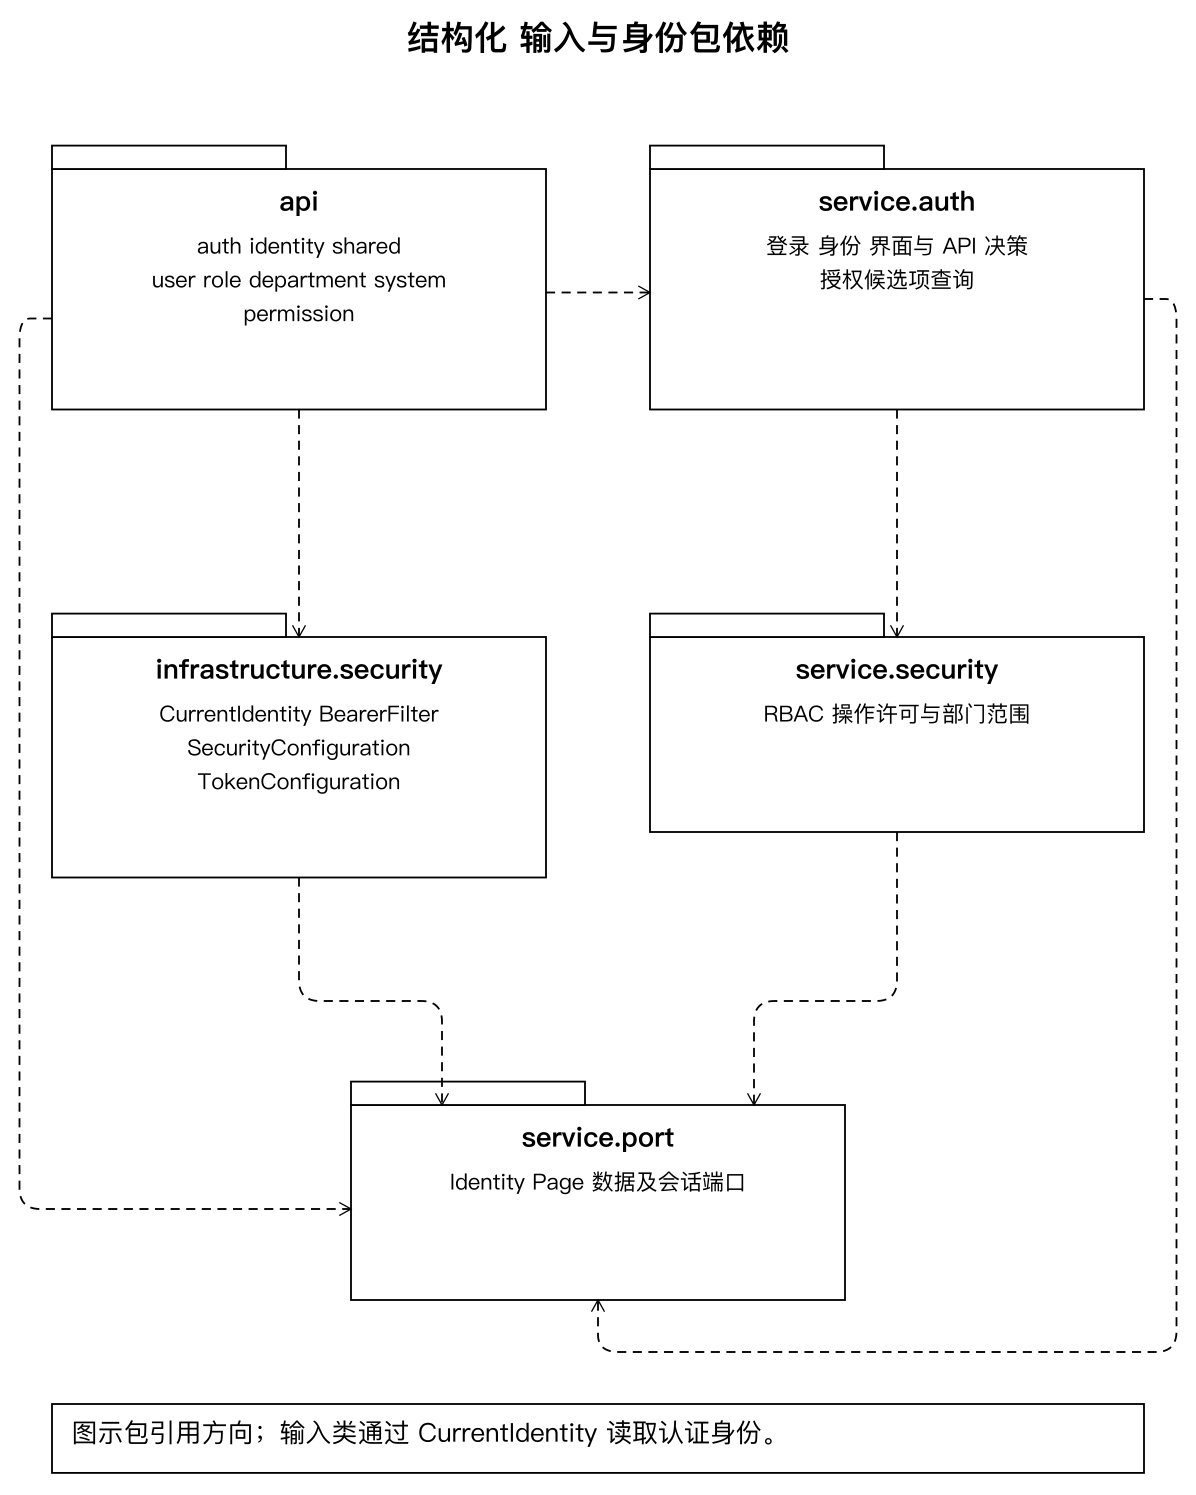 结构化 输入与身份包依赖
api
auth identity shared
user role department system
permission
service.auth
登录 身份 界面与 API 决策
授权候选项查询
infrastructure.security
CurrentIdentity BearerFilter
SecurityConfiguration
TokenConfiguration
service.security
RBAC 操作许可与部门范围
service.port
Identity Page 数据及会话端口
图示包引用方向；输入类通过 CurrentIdentity 读取认证身份。